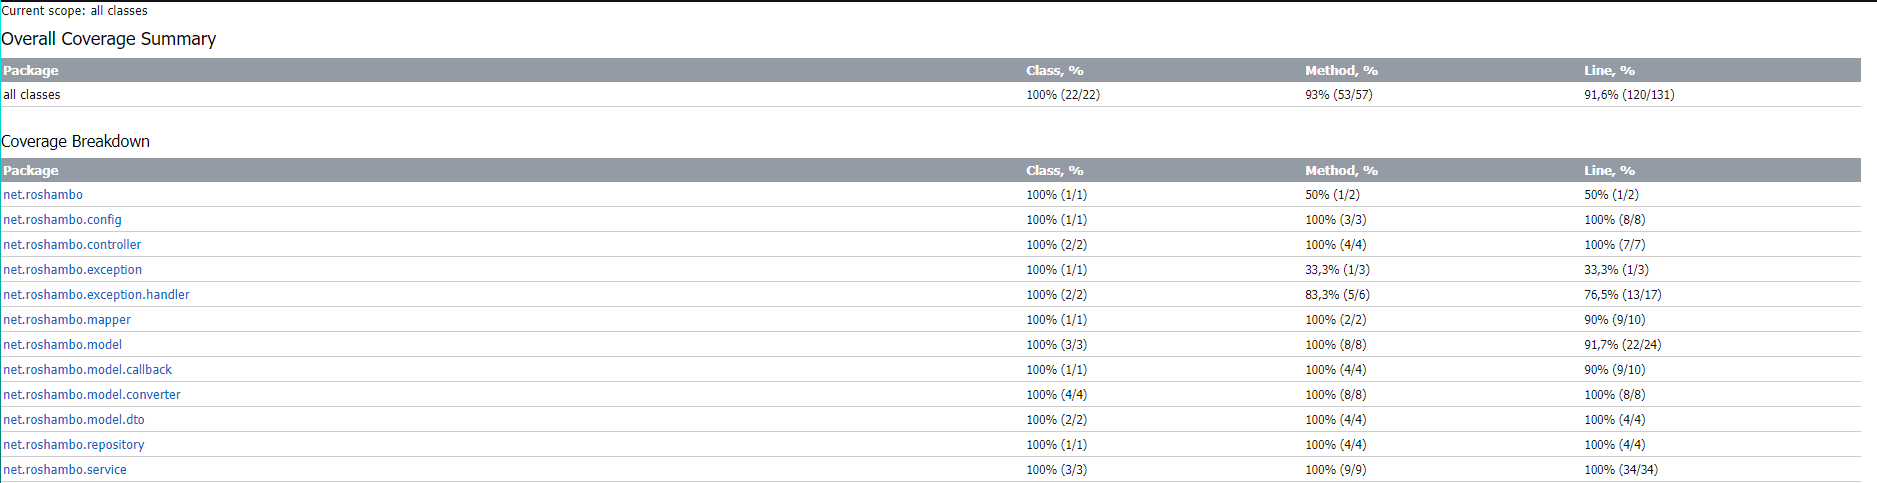 Current scope: all classes
Overall Coverage Summary
Package Class, % Method, % Line, %
all classes 100% (22/22) 93% (53/57) 91,6% (120/131)
Coverage Breakdown
Package Class, % Method, % Line, %
net.roshambo 100% (1/1) 50% (1/2) 50% (1/2)
net.roshambo.config 100% (1/1) 100% (3/3) 100% (8/8)
net.roshambo.controller 100% (2/2) 100% (4/4) 100% (7/7)
net.roshambo.exception 100% (1/1) 33,3% (1/3) 33,3% (1/3)
net.roshambo.exception.handler 100% (2/2) 83,3% (5/6) 76,5% (13/17)
net.roshambo.mapper 100% (1/1) 100% (2/2) 90% (9/10)
net.roshambo.model 100% (3/3) 100% (8/8) 91,7% (22/24)
net.roshambo.model.callback 100% (1/1) 100% (4/4) 90% (9/10)
net.roshambo.model.converter 100% (4/4) 100% (8/8) 100% (8/8)
net.roshambo.model.dto 100% (2/2) 100% (4/4) 100% (4/4)
net.roshambo.repository 100% (1/1) 100% (4/4) 100% (4/4)
net.roshambo.service 100% (3/3) 100% (9/9) 100% (34/34)